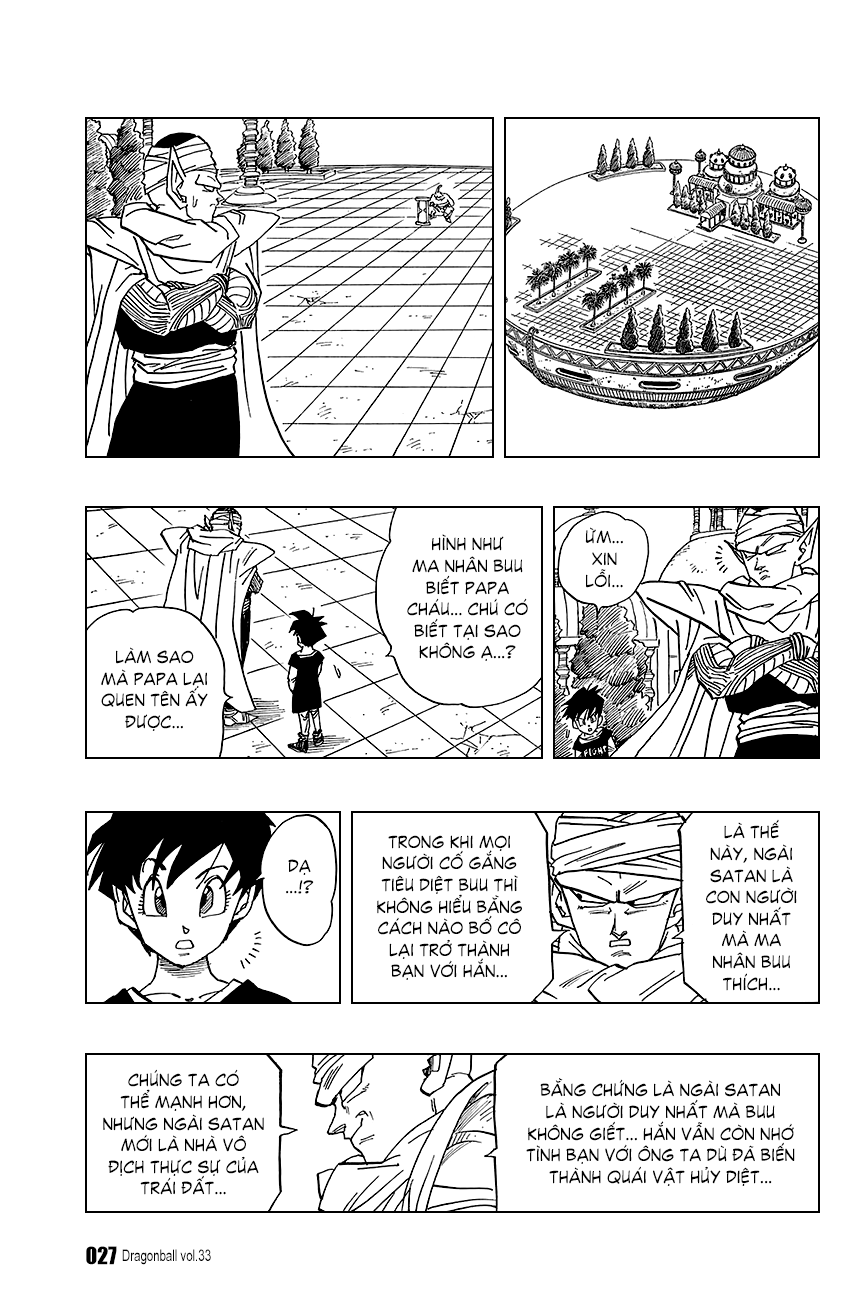 ỪM...
XIN
LỖI...
FIGHT
HÌNH NHƯ
MA NHÂN BUU
BIẾT PAPA
CHÁU... CHÚ CÓ
BIẾT TẠI SAO
KHÔNG Ạ...?
LÀM SAO
MÀ PAPA LẠI
QUEN TÊN ẤY
ĐƯỢC...
LÀ THẾ
NÀY, NGÀI
SATAN LÀ
CON NGƯỜI
DUY NHẤT
MÀ MA
NHÂN BUU
THÍCH...
TRONG KHI MỌI
NGƯỜI CỐ GẮNG
TIÊU DIỆT BUU THÌ
KHÔNG HIỂU BẰNG
CÁCH NÀO BỐ CÔ
LẠI TRỞ THÀNH
BẠN VỚI HẮN...
DẠ
...!?
BẰNG CHỨNG LÀ NGÀI SATAN
LÀ NGƯỜI DUY NHẤT MÀ BUU
KHÔNG GIẾT... HẮN VẪN CÒN NHỚ
TÌNH BẠN VỚI ÔNG TA DÙ ĐÃ BIẾN
THÀNH QUÁI VẬT HỦY DIỆT...
CHÚNG TA CÓ
THỂ MẠNH HƠN,
NHƯNG NGÀI SATAN
MỚI LÀ NHÀ VÔ
ĐỊCH THỰC SỰ CỦA
TRÁI ĐẤT...
027 Dragonball vol.33